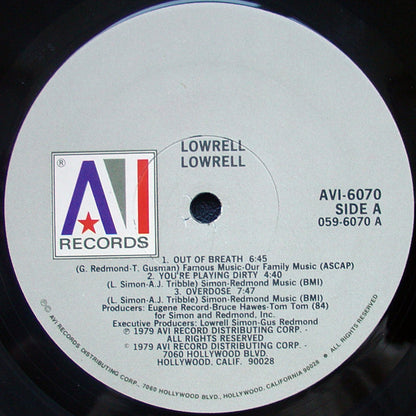 LOWRELL
LOWRELL
®
AVI
RECORDS
AVI-6070
SIDE A
059-6070 A
1. OUT OF BREATH 6:45
(G. Redmond-T. Gusman) Famous Music-Our Family Music (ASCAP)
2. YOU'RE PLAYING DIRTY 4:40
(L. Simon-A.J. Tribble) Simon-Redmond Music (BMI)
3. OVERDOSE 7:47
(L. Simon-A.J. Tribble) Simon-Redmond Music (BMI)
Producers: Eugene Record-Bruce Hawes-Tom Tom (84)
for Simon and Redmond, Inc.
Executive Producers: Lowrell Simon-Gus Redmond
℗ 1979 AVI RECORD DISTRIBUTING CORP.
ALL RIGHTS RESERVED
© 1979 AVI RECORD DISTRIBUTING CORP.
7060 HOLLYWOOD BLVD.
HOLLYWOOD, CALIF. 90028
℗© AVI RECORDS DISTRIBUTING CORP., 7060 HOLLYWOOD BLVD., HOLLYWOOD, CALIFORNIA 90028